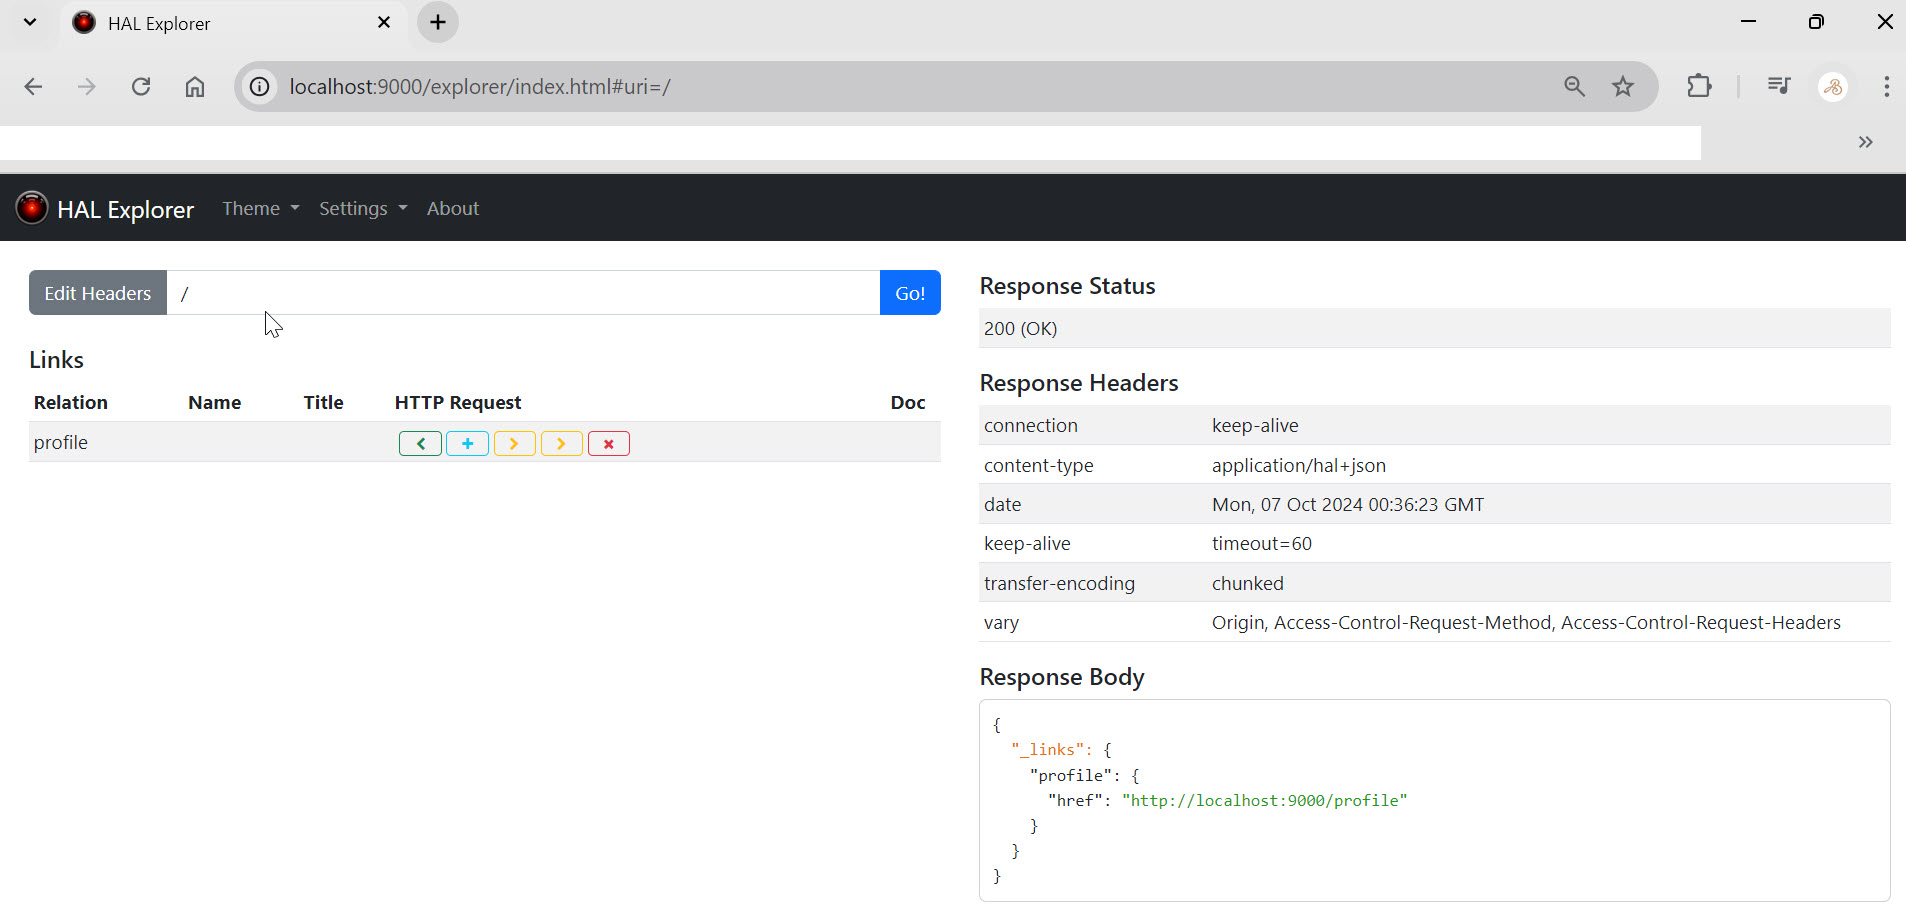 HAL Explorer
localhost:9000/explorer/index.html#uri=/
HAL Explorer Theme Settings About
Edit Headers / Go!
Links
Relation Name Title HTTP Request Doc
profile
Response Status
200 (OK)
Response Headers
connection keep-alive
content-type application/hal+json
date Mon, 07 Oct 2024 00:36:23 GMT
keep-alive timeout=60
transfer-encoding chunked
vary Origin, Access-Control-Request-Method, Access-Control-Request-Headers
Response Body
{
"_links": {
"profile": {
"href": "http://localhost:9000/profile"
}
}
}